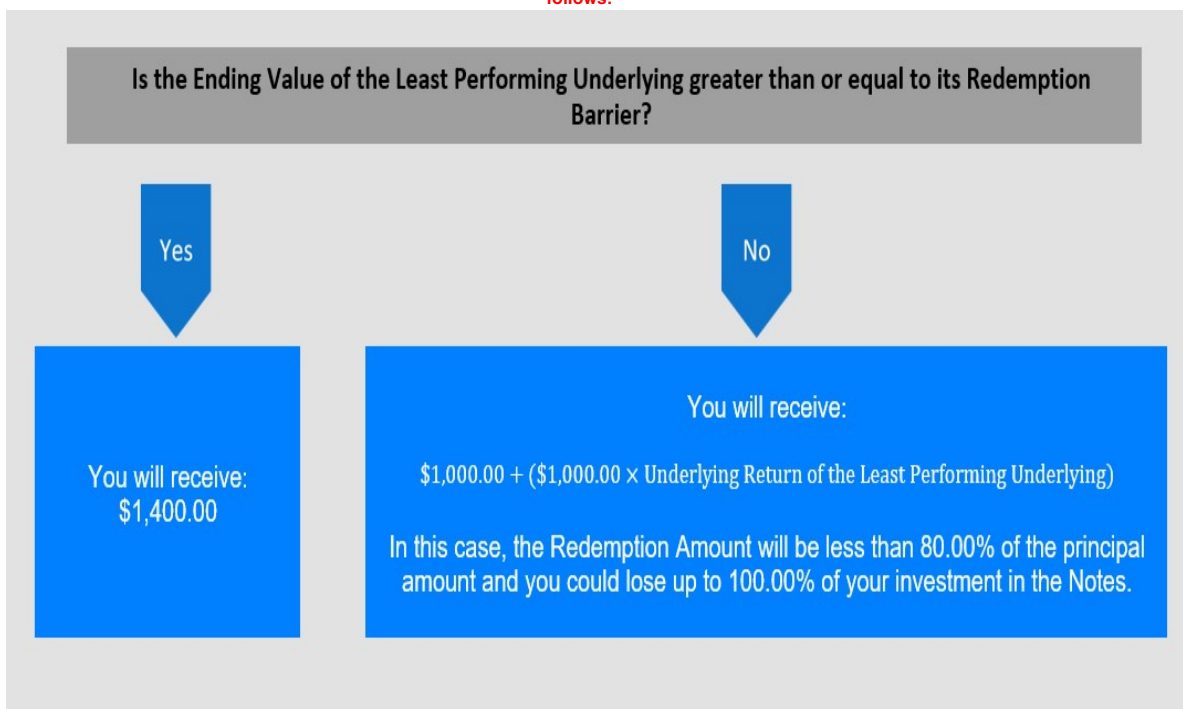 follows:
Is the Ending Value of the Least Performing Underlying greater than or equal to its Redemption
Barrier?
Yes
No
You will receive:
$1,400.00
You will receive:
$1,000.00 + ($1,000.00 × Underlying Return of the Least Performing Underlying)
In this case, the Redemption Amount will be less than 80.00% of the principal
amount and you could lose up to 100.00% of your investment in the Notes.